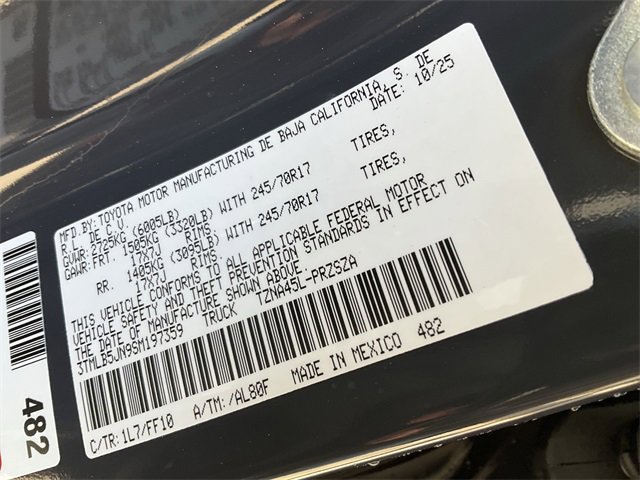 MFD.BY:TOYOTA MOTOR MANUFACTURING DE BAJA CALIFORNIA, S. DE
R.L. DE C.V. DATE: 10/25
GVWR: 2725KG (6005LB)
GAWR:FRT. 1505KG (3320LB) WITH 245/70R17 TIRES,
17X7J RIMS
RR. 1405KG (3095LB) WITH 245/70R17 TIRES,
17X7J RIMS
THIS VEHICLE CONFORMS TO ALL APPLICABLE FEDERAL MOTOR
VEHICLE SAFETY AND THEFT PREVENTION STANDARDS IN EFFECT ON
THE DATE OF MANUFACTURE SHOWN ABOVE.
3TMLB5JN9SM197359 TRUCK TZNA45L-PRZSZA
C/TR:1L7/FF10 A/TM:/AL80F MADE IN MEXICO 482
482